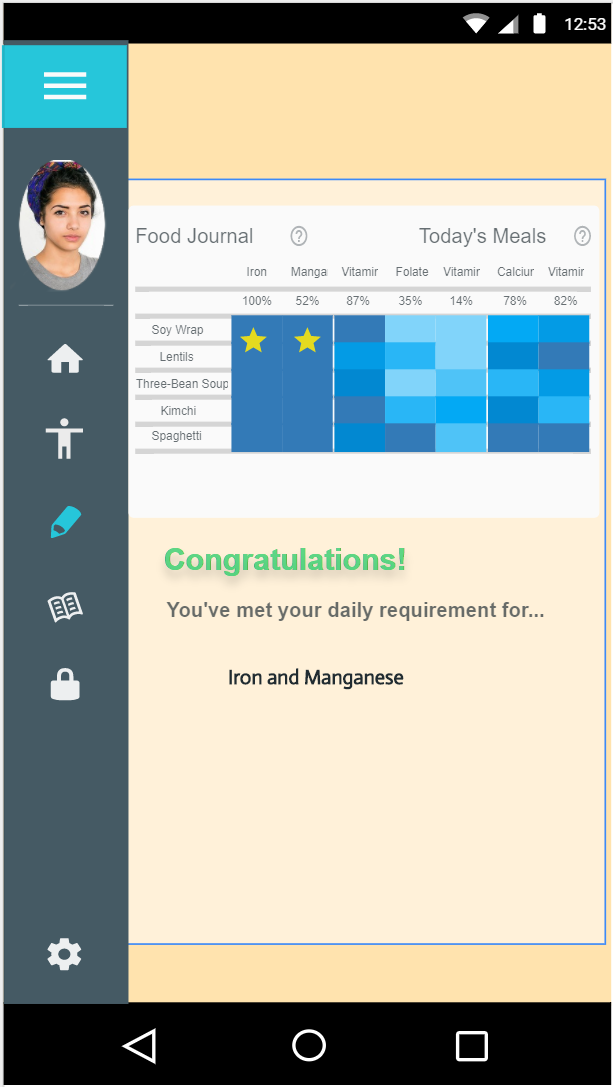 12:53
Food Journal ? Today's Meals ?
Iron Manga Vitamir Folate Vitamir Calciur Vitamir
100% 52% 87% 35% 14% 78% 82%
Soy Wrap
Lentils
Three-Bean Soup
Kimchi
Spaghetti
Congratulations!
You've met your daily requirement for...
Iron and Manganese